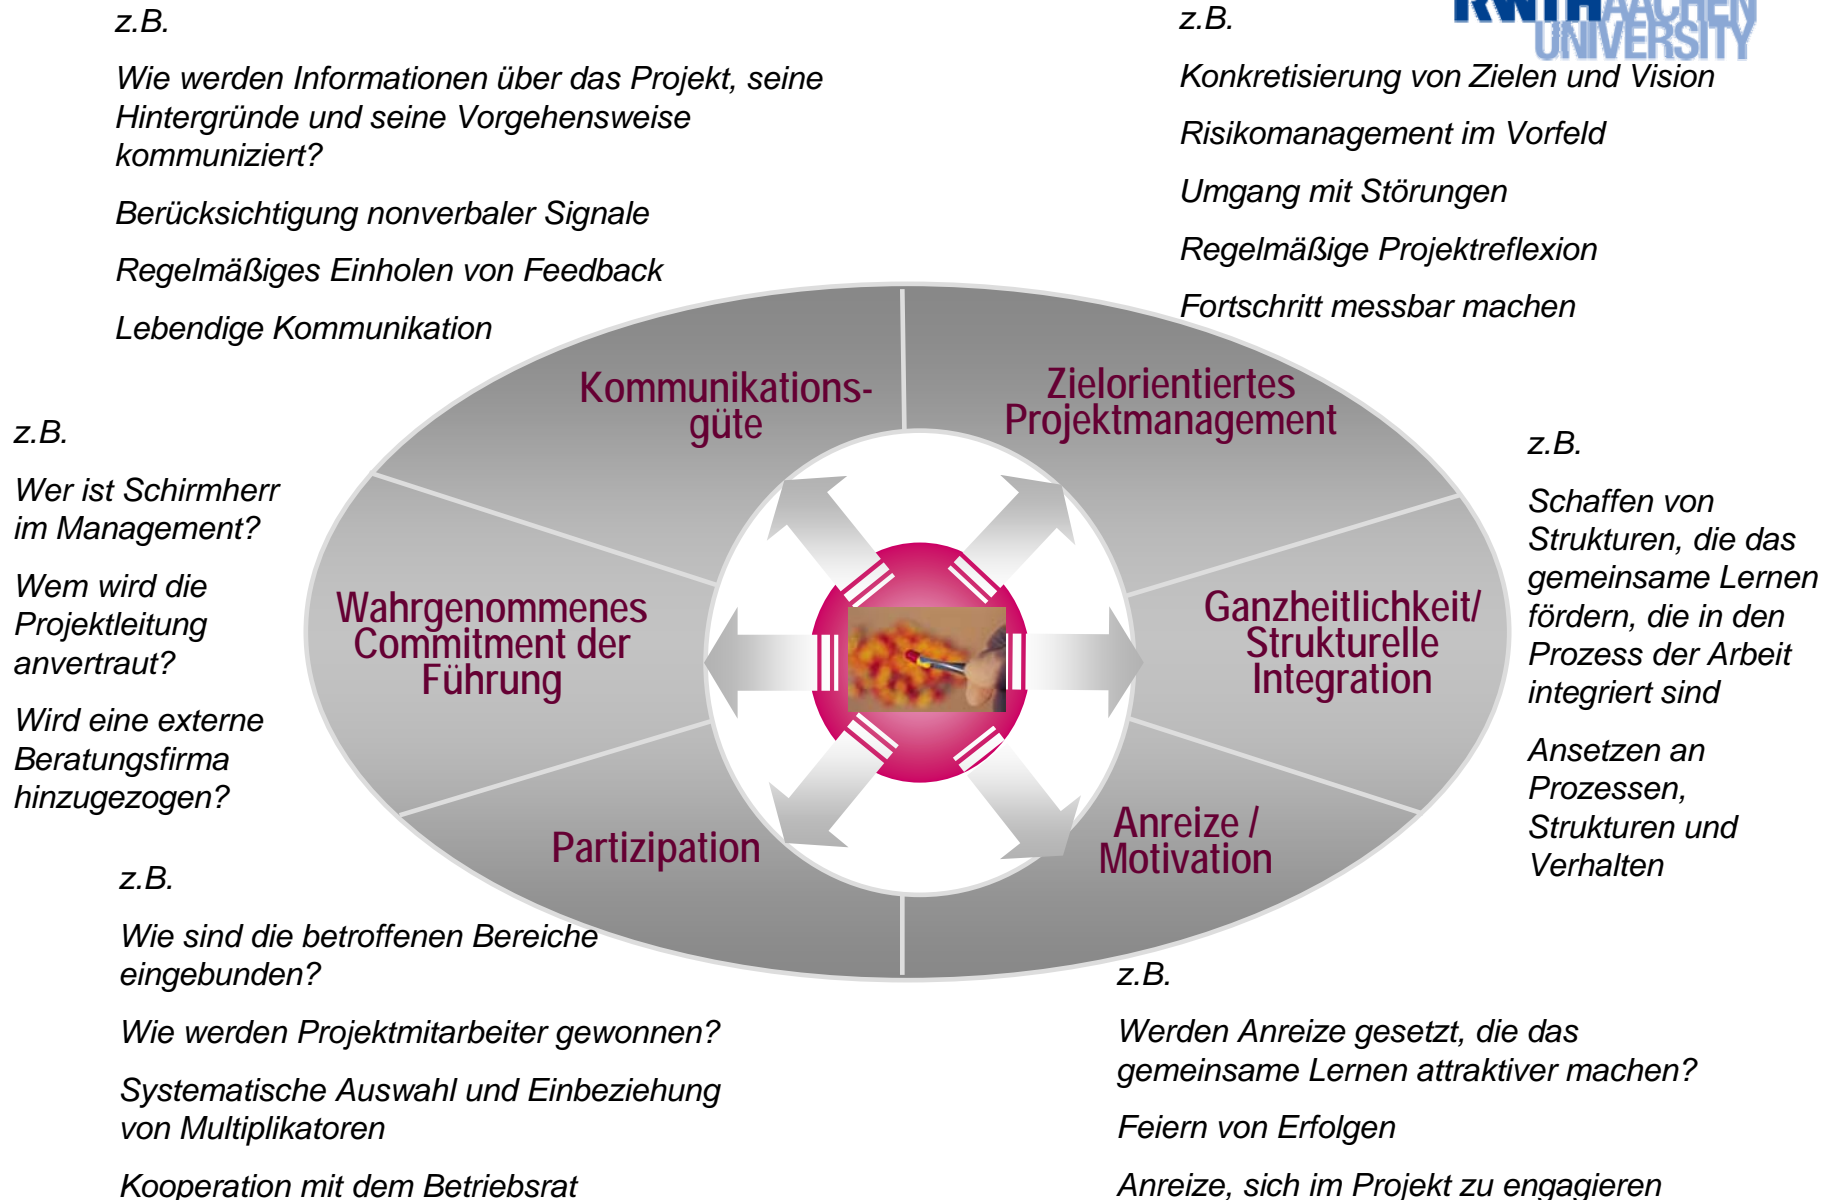 z.B.
Wie werden Informationen über das Projekt, seine
Hintergründe und seine Vorgehensweise
kommuniziert?
Berücksichtigung nonverbaler Signale
Regelmäßiges Einholen von Feedback
Lebendige Kommunikation
z.B.
RWTH AACHEN
UNIVERSITY
Konkretisierung von Zielen und Vision
Risikomanagement im Vorfeld
Umgang mit Störungen
Regelmäßige Projektreflexion
Fortschritt messbar machen
Kommunikations-
güte
Zielorientiertes
Projektmanagement
z.B.
Wer ist Schirmherr
im Management?
Wem wird die
Projektleitung
anvertraut?
Wird eine externe
Beratungsfirma
hinzugezogen?
Wahrgenommenes
Commitment der
Führung
Ganzheitlichkeit/
Strukturelle
Integration
z.B.
Schaffen von
Strukturen, die das
gemeinsame Lernen
fördern, die in den
Prozess der Arbeit
integriert sind
Ansetzen an
Prozessen,
Strukturen und
Verhalten
Partizipation
Anreize /
Motivation
z.B.
Wie sind die betroffenen Bereiche
eingebunden?
Wie werden Projektmitarbeiter gewonnen?
Systematische Auswahl und Einbeziehung
von Multiplikatoren
Kooperation mit dem Betriebsrat
z.B.
Werden Anreize gesetzt, die das
gemeinsame Lernen attraktiver machen?
Feiern von Erfolgen
Anreize, sich im Projekt zu engagieren